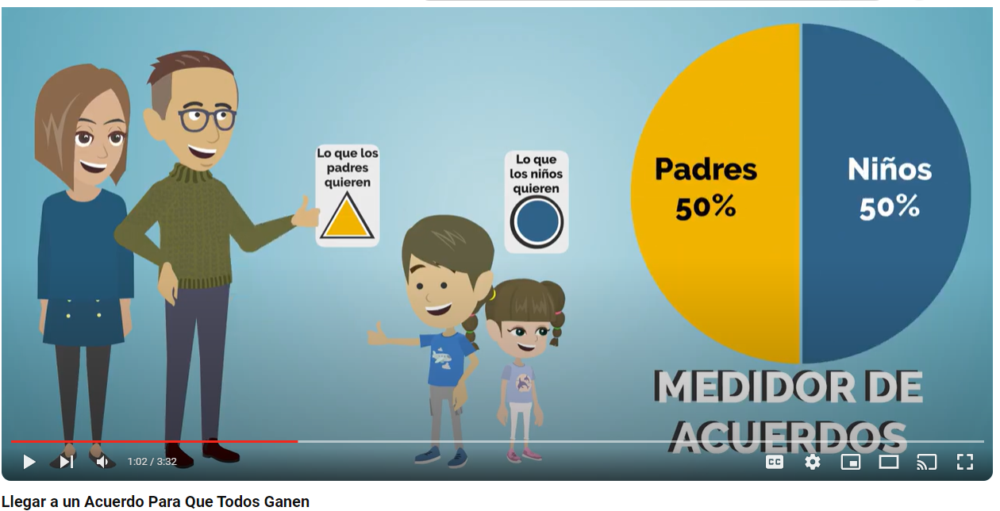 Lo que los
padres
quieren
Lo que
los niños
quieren
Padres
50%
Niños
50%
MEDIDOR DE
ACUERDOS
1:02 / 3:32
CC
Llegar a un Acuerdo Para Que Todos Ganen